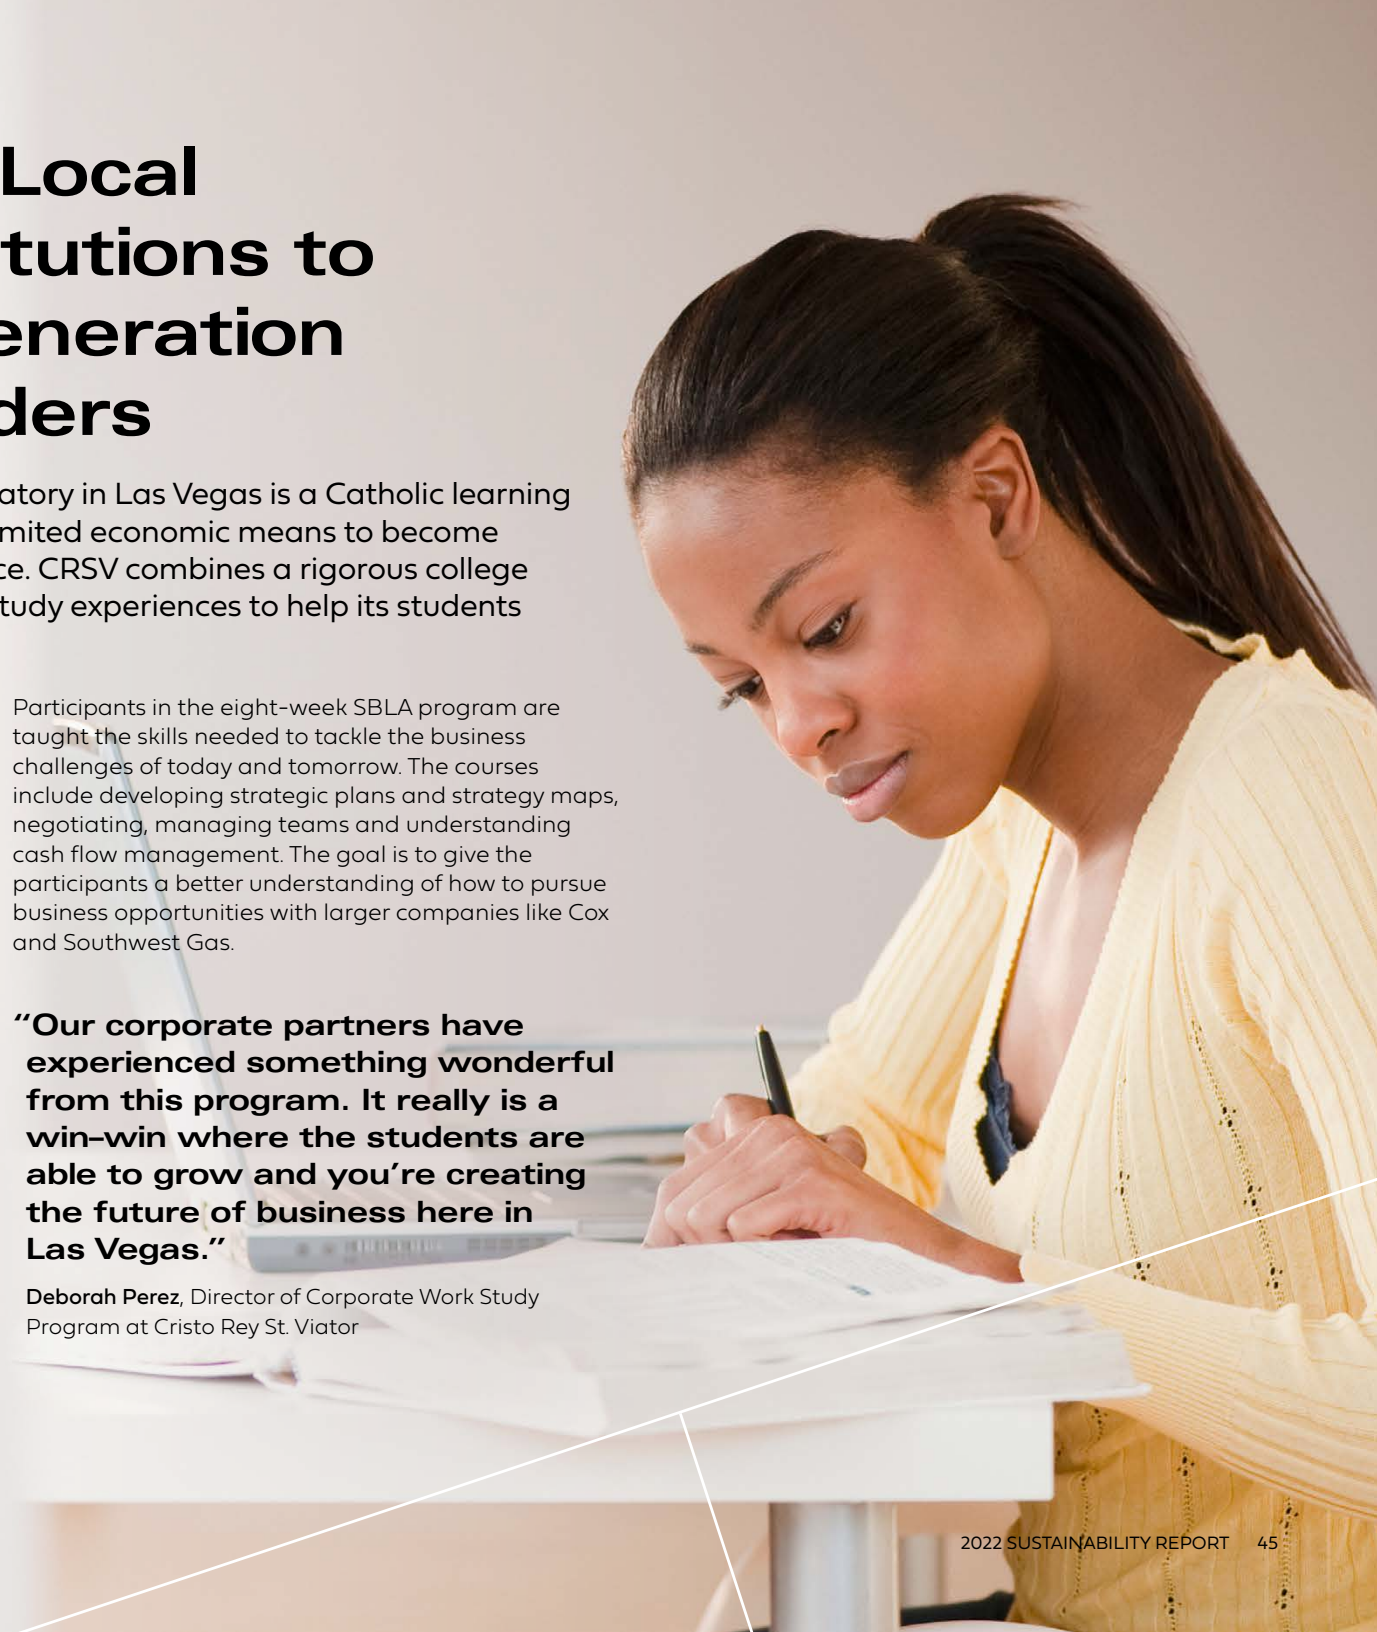 Local
tutions to
eneration
ders
atory in Las Vegas is a Catholic learning
mited economic means to become
ce. CRSV combines a rigorous college
tudy experiences to help its students
Participants in the eight-week SBLA program are
taught the skills needed to tackle the business
challenges of today and tomorrow. The courses
include developing strategic plans and strategy maps,
negotiating, managing teams and understanding
cash flow management. The goal is to give the
participants a better understanding of how to pursue
business opportunities with larger companies like Cox
and Southwest Gas.
“Our corporate partners have
experienced something wonderful
from this program. It really is a
win–win where the students are
able to grow and you’re creating
the future of business here in
Las Vegas.”
Deborah Perez, Director of Corporate Work Study
Program at Cristo Rey St. Viator
2022 SUSTAINABILITY REPORT 45